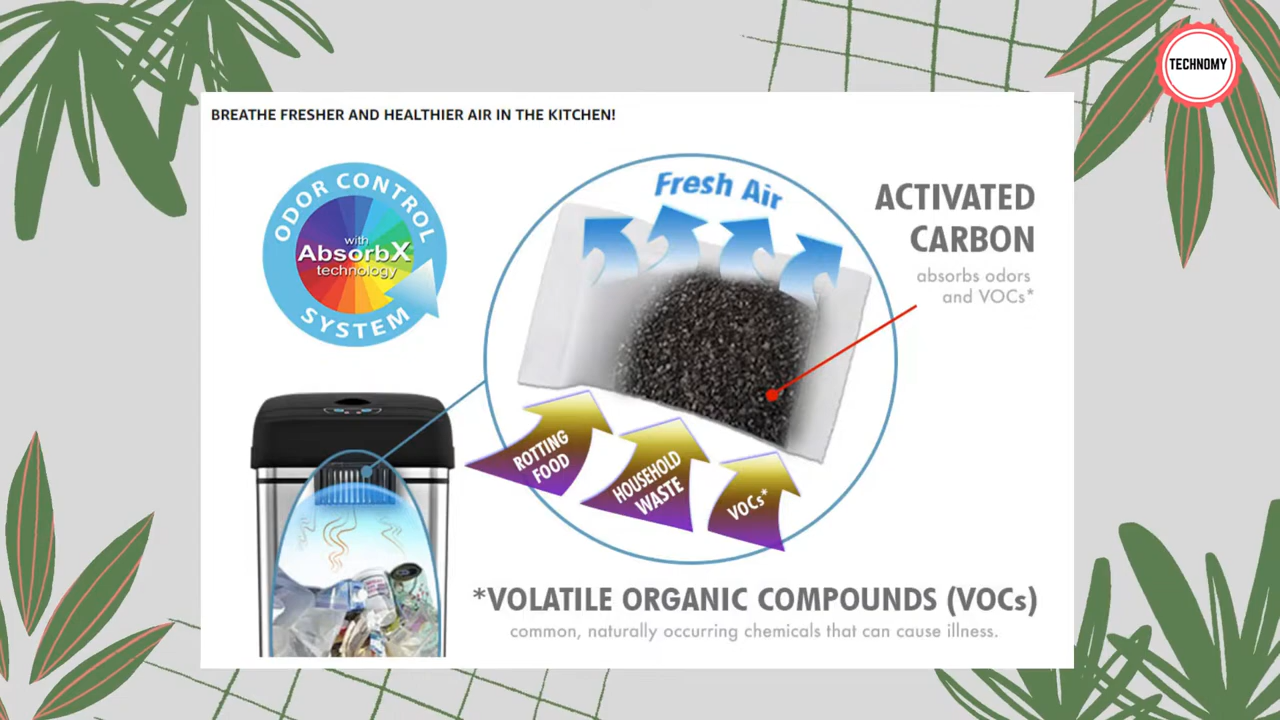 TECHNOMY
BREATHE FRESHER AND HEALTHIER AIR IN THE KITCHEN!
ODOR CONTROL
with
AbsorbX
technology
SYSTEM
Fresh Air
ACTIVATED
CARBON
absorbs odors
and VOCs*
ROTTING
FOOD
HOUSEHOLD
WASTE
VOCs*
*VOLATILE ORGANIC COMPOUNDS (VOCs)
common, naturally occurring chemicals that can cause illness.